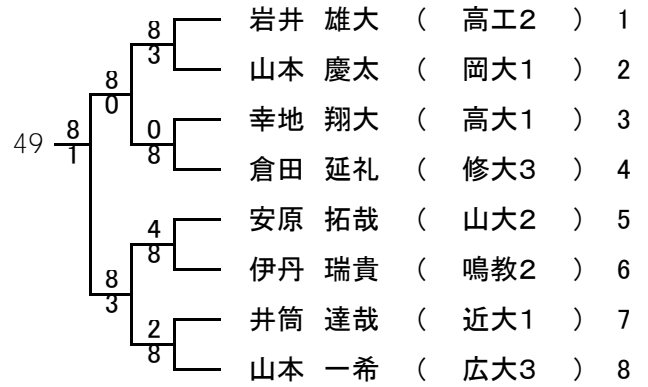 8 岩井 雄大 ( 高工2 ) 1
3 山本 慶太 ( 岡大1 ) 2
8
0
0 幸地 翔大 ( 高大1 ) 3
49 8
1
8 倉田 延礼 ( 修大3 ) 4
4 安原 拓哉 ( 山大2 ) 5
8 伊丹 瑞貴 ( 鳴教2 ) 6
8
3
2 井筒 達哉 ( 近大1 ) 7
8 山本 一希 ( 広大3 ) 8